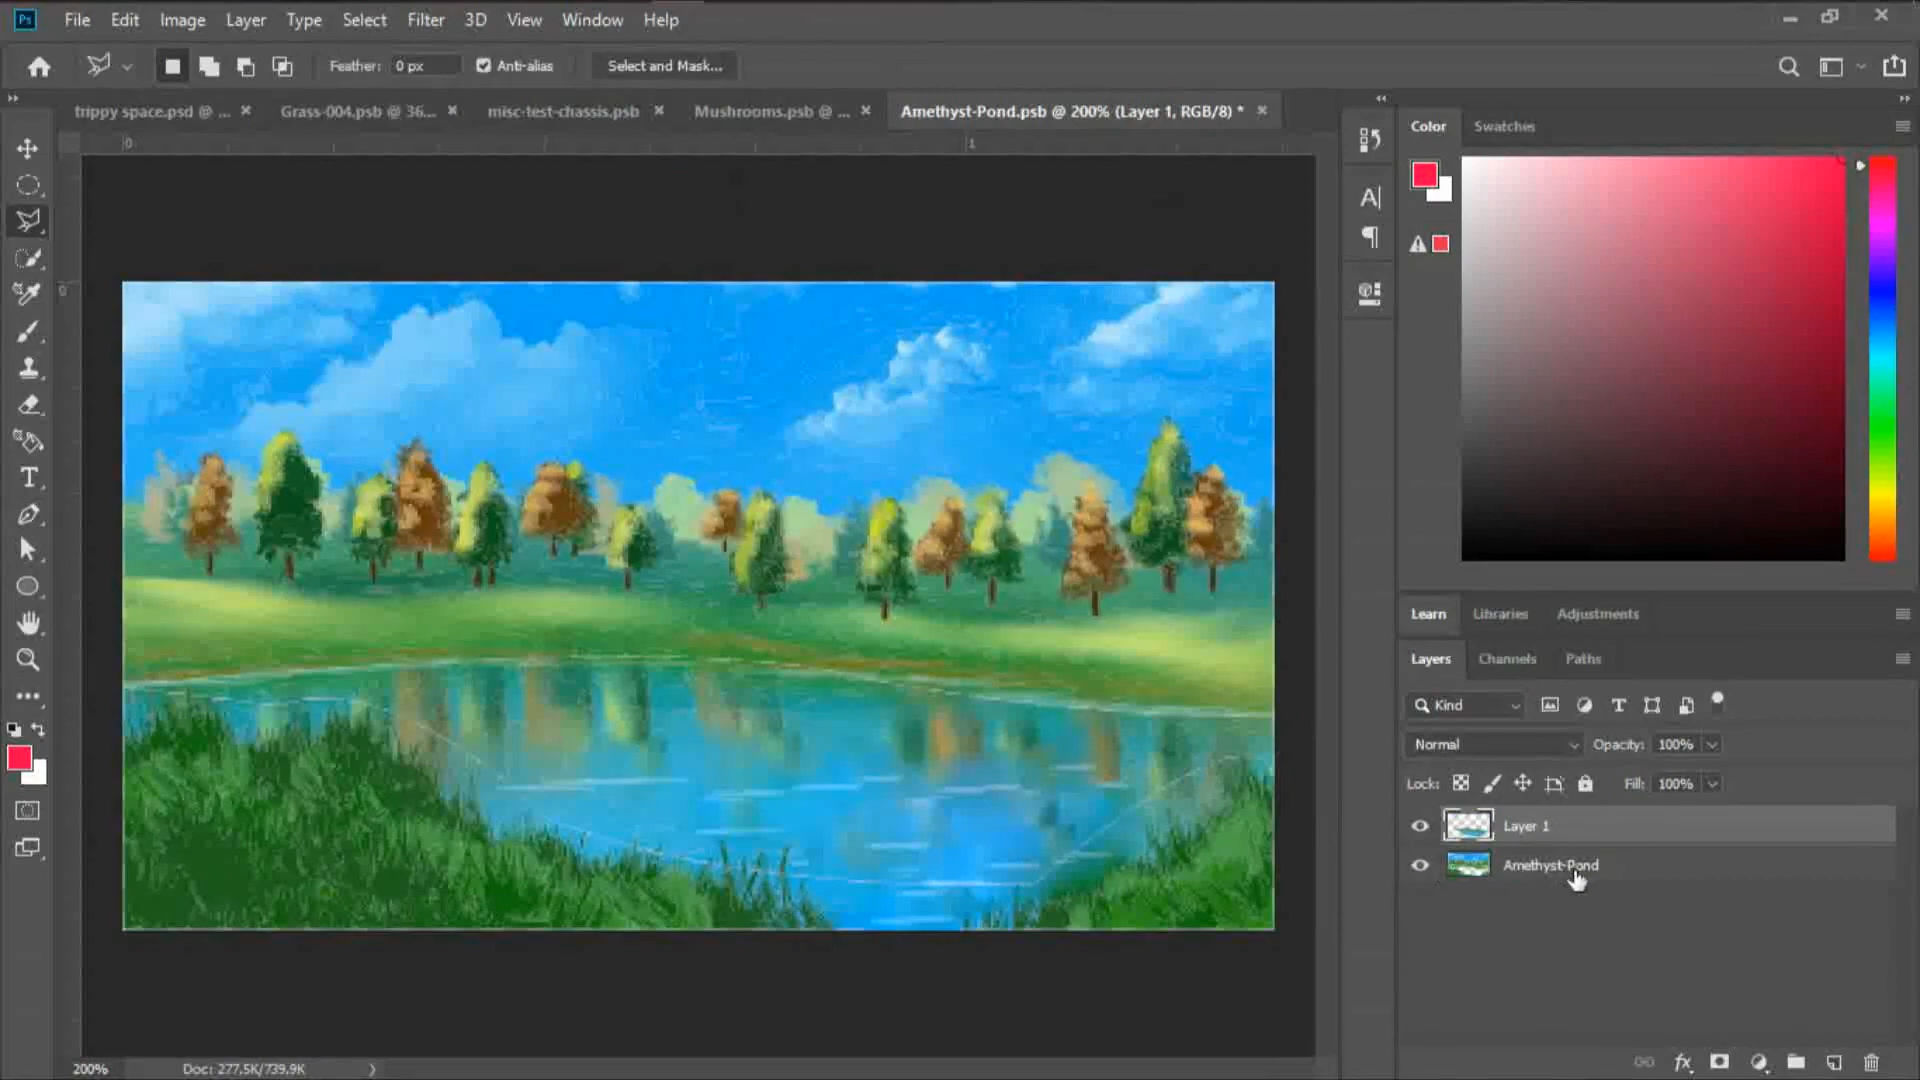 Ps File Edit Image Layer Type Select Filter 3D View Window Help
Feather: 0 px Anti-alias Select and Mask...
trippy space.psd @ ... Grass-004.psb @ 36... misc-test-chassis.psb Mushrooms.psb @ ... Amethyst-Pond.psb @ 200% (Layer 1, RGB/8) *
0 1
0
Color Swatches
Learn Libraries Adjustments
Layers Channels Paths
Kind
Normal Opacity: 100%
Lock: Fill: 100%
Layer 1
Amethyst-Pond
200% Doc: 277,5K/739,9K